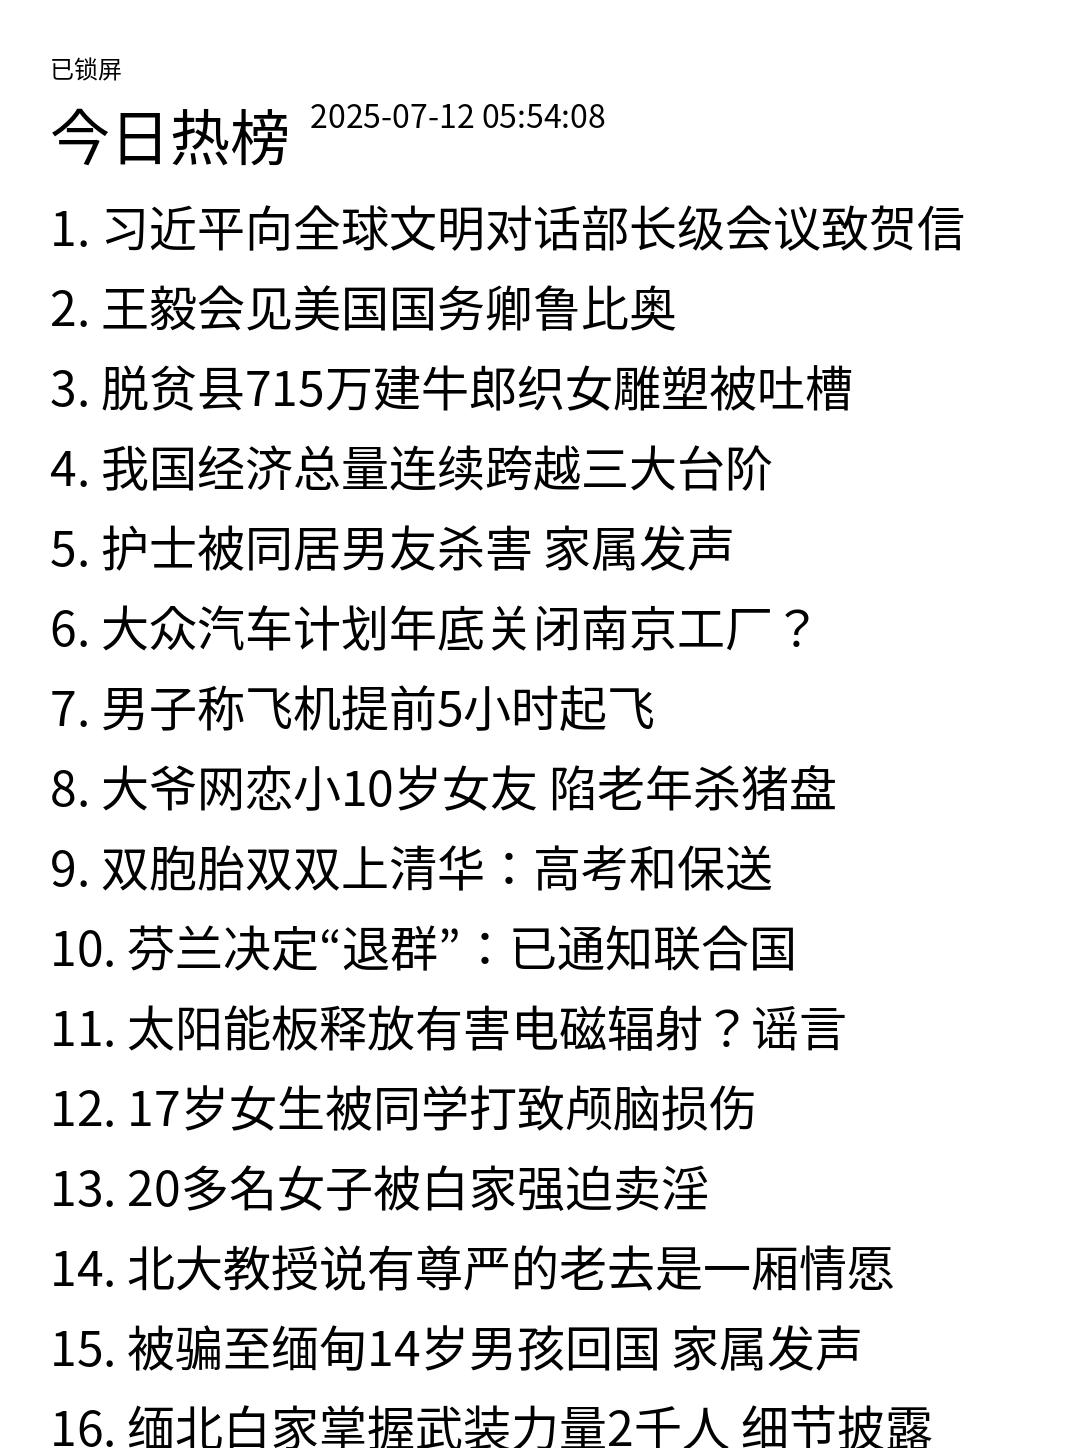 已锁屏
今日热榜 2025-07-12 05:54:08
1. 习近平向全球文明对话部长级会议致贺信
2. 王毅会见美国国务卿鲁比奥
3. 脱贫县715万建牛郎织女雕塑被吐槽
4. 我国经济总量连续跨越三大台阶
5. 护士被同居男友杀害 家属发声
6. 大众汽车计划年底关闭南京工厂？
7. 男子称飞机提前5小时起飞
8. 大爷网恋小10岁女友 陷老年杀猪盘
9. 双胞胎双双上清华：高考和保送
10. 芬兰决定“退群”：已通知联合国
11. 太阳能板释放有害电磁辐射？谣言
12. 17岁女生被同学打致颅脑损伤
13. 20多名女子被白家强迫卖淫
14. 北大教授说有尊严的老去是一厢情愿
15. 被骗至缅甸14岁男孩回国 家属发声
16. 缅北白家掌握武装力量2千人 细节披露